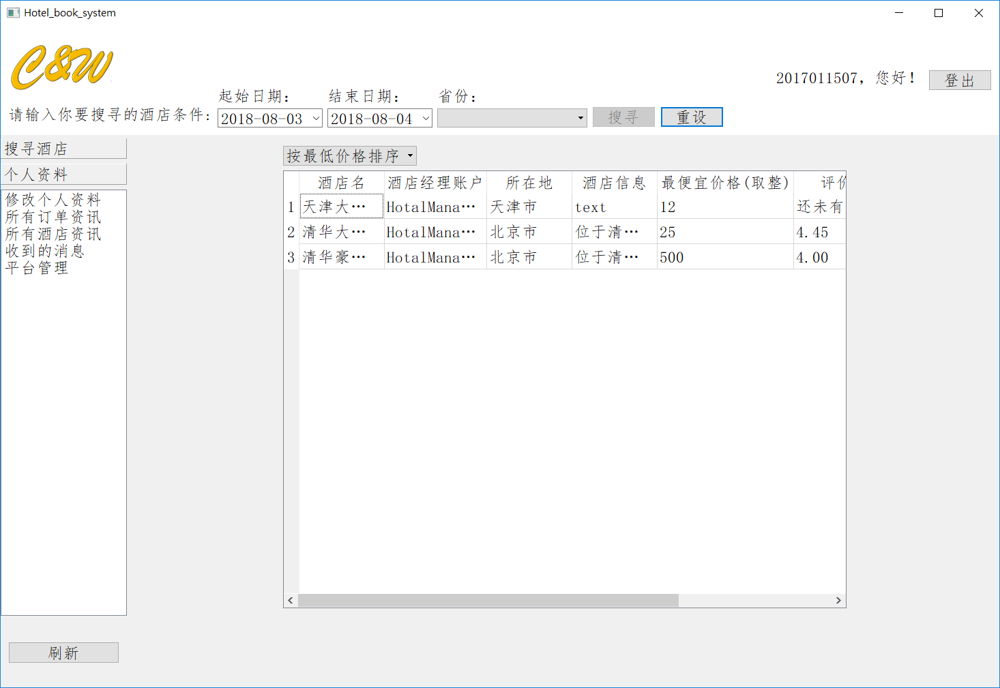 Hotel_book_system
C&W
2017011507, 您好!
登出
起始日期:
结束日期:
省份:
请输入你要搜寻的酒店条件:
2018-08-03
2018-08-04
搜寻
重设
搜寻酒店
个人资料
修改个人资料
所有订单资讯
所有酒店资讯
收到的消息
平台管理
刷新
按最低价格排序
酒店名 酒店经理账户 所在地 酒店信息 最便宜价格(取整) 评价
1 天津大… HotalMana… 天津市 text 12 还未有
2 清华大… HotalMana… 北京市 位于清… 25 4.45
3 清华豪… HotalMana… 北京市 位于清… 500 4.00